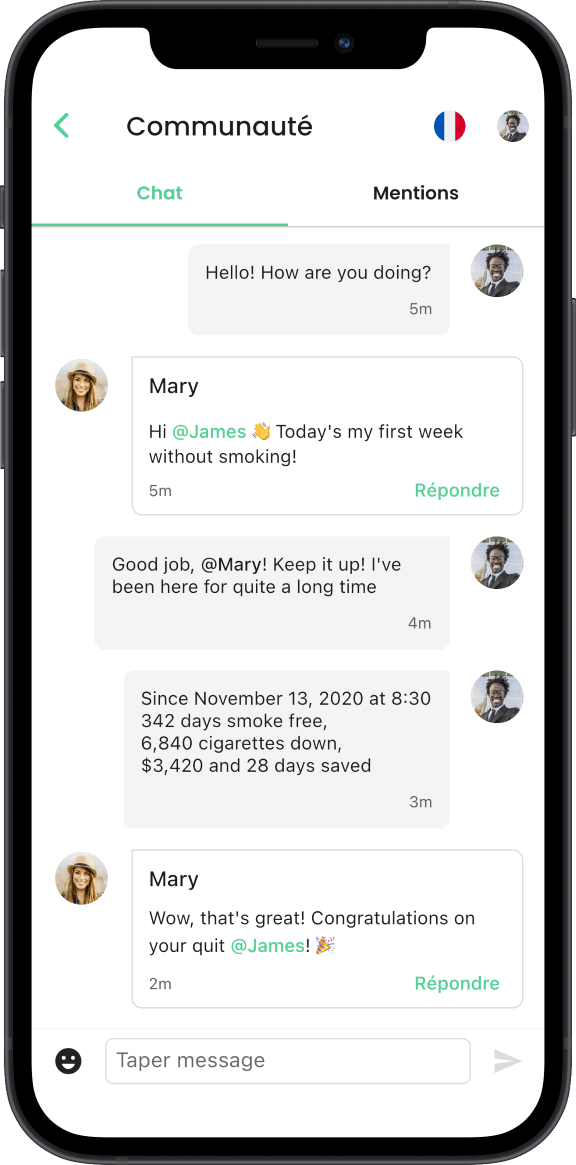 Communauté
Chat
Mentions
Hello! How are you doing?
5m
Mary
Hi @James 👋 Today's my first week
without smoking!
5m
Répondre
Good job, @Mary! Keep it up! I've
been here for quite a long time
4m
Since November 13, 2020 at 8:30
342 days smoke free,
6,840 cigarettes down,
$3,420 and 28 days saved
3m
Mary
Wow, that's great! Congratulations on
your quit @James! 🎉
2m
Répondre
Taper message